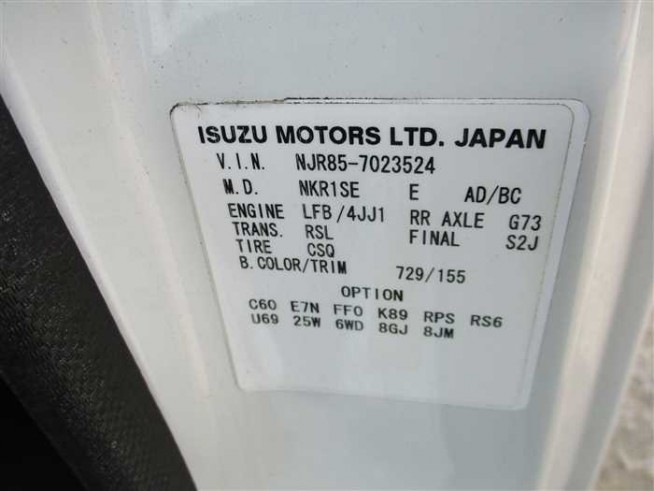 ISUZU MOTORS LTD. JAPAN
V.I.N. NJR85-7023524
M.D. NKR1SE E AD/BC
ENGINE LFB/4JJ1 RR AXLE G73
TRANS. RSL FINAL S2J
TIRE CSQ
B.COLOR/TRIM 729/155
OPTION
C60 E7N FF0 K89 RPS RS6
U69 25W 6WD 8GJ 8JM